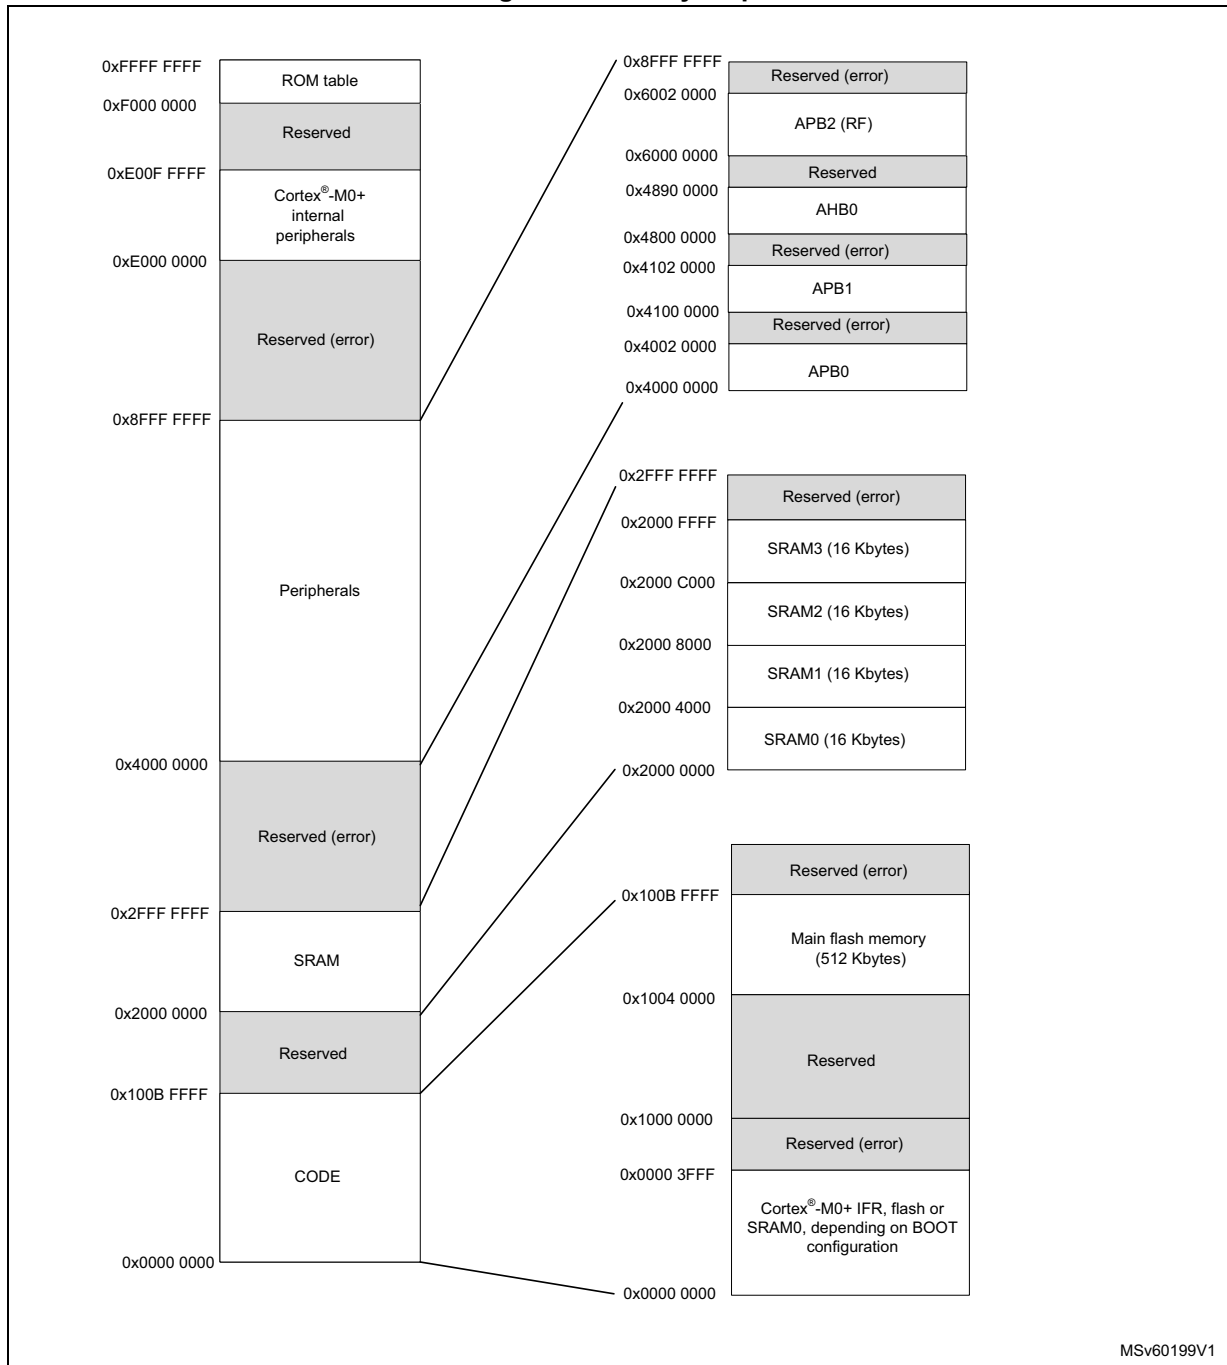 0xFFFF FFFF
ROM table
0xF000 0000
Reserved
0xE00F FFFF
Cortex®-M0+
internal
peripherals
0xE000 0000
Reserved (error)
0x8FFF FFFF
Peripherals
0x4000 0000
Reserved (error)
0x2FFF FFFF
SRAM
0x2000 0000
Reserved
0x100B FFFF
CODE
0x0000 0000
0x8FFF FFFF
Reserved (error)
0x6002 0000
APB2 (RF)
0x6000 0000
Reserved
0x4890 0000
AHB0
0x4800 0000
Reserved (error)
0x4102 0000
APB1
0x4100 0000
Reserved (error)
0x4002 0000
APB0
0x4000 0000
0x2FFF FFFF
Reserved (error)
0x2000 FFFF
SRAM3 (16 Kbytes)
0x2000 C000
SRAM2 (16 Kbytes)
0x2000 8000
SRAM1 (16 Kbytes)
0x2000 4000
SRAM0 (16 Kbytes)
0x2000 0000
Reserved (error)
0x100B FFFF
Main flash memory
(512 Kbytes)
0x1004 0000
Reserved
0x1000 0000
Reserved (error)
0x0000 3FFF
Cortex®-M0+ IFR, flash or
SRAM0, depending on BOOT
configuration
0x0000 0000
MSv60199V1